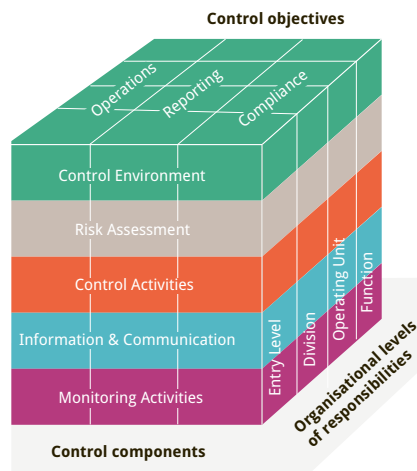 Control objectives
Operations
Reporting
Compliance
Control Environment
Risk Assessment
Control Activities
Information & Communication
Monitoring Activities
Entry Level
Division
Operating Unit
Function
Organisational levels
of responsibilities
Control components